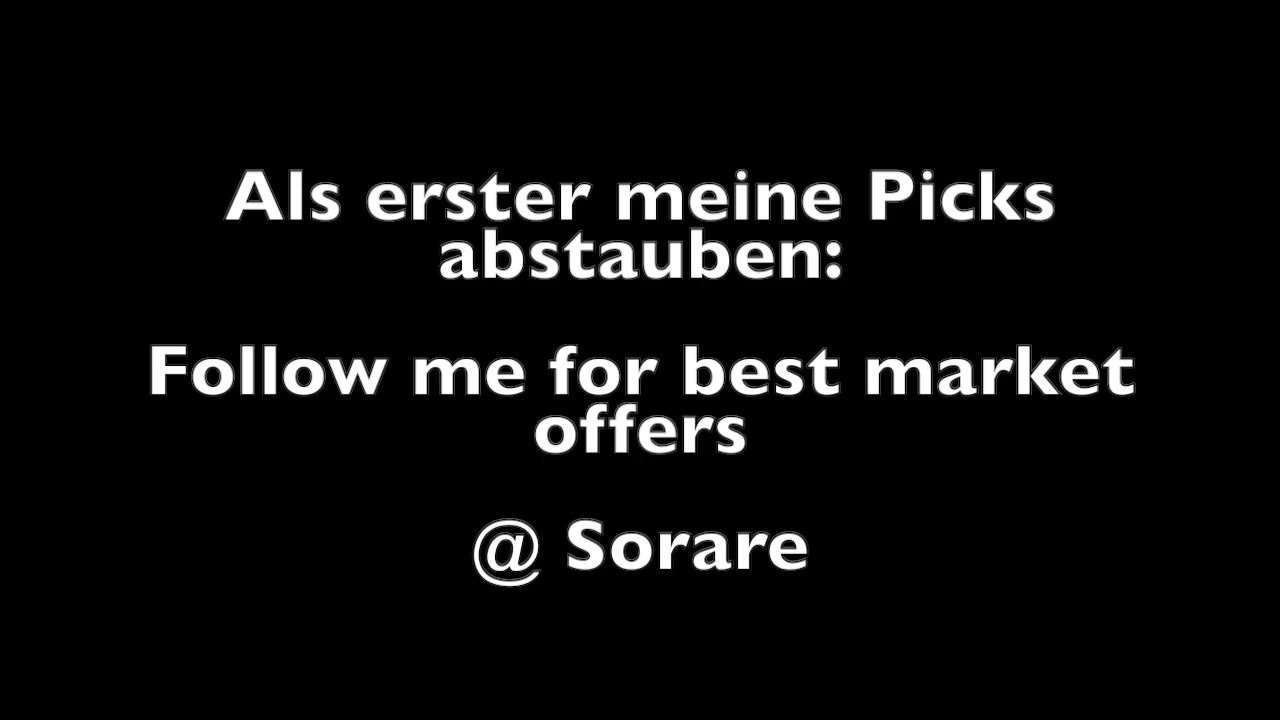 Als erster meine Picks
abstauben:
Follow me for best market
offers
@ Sorare